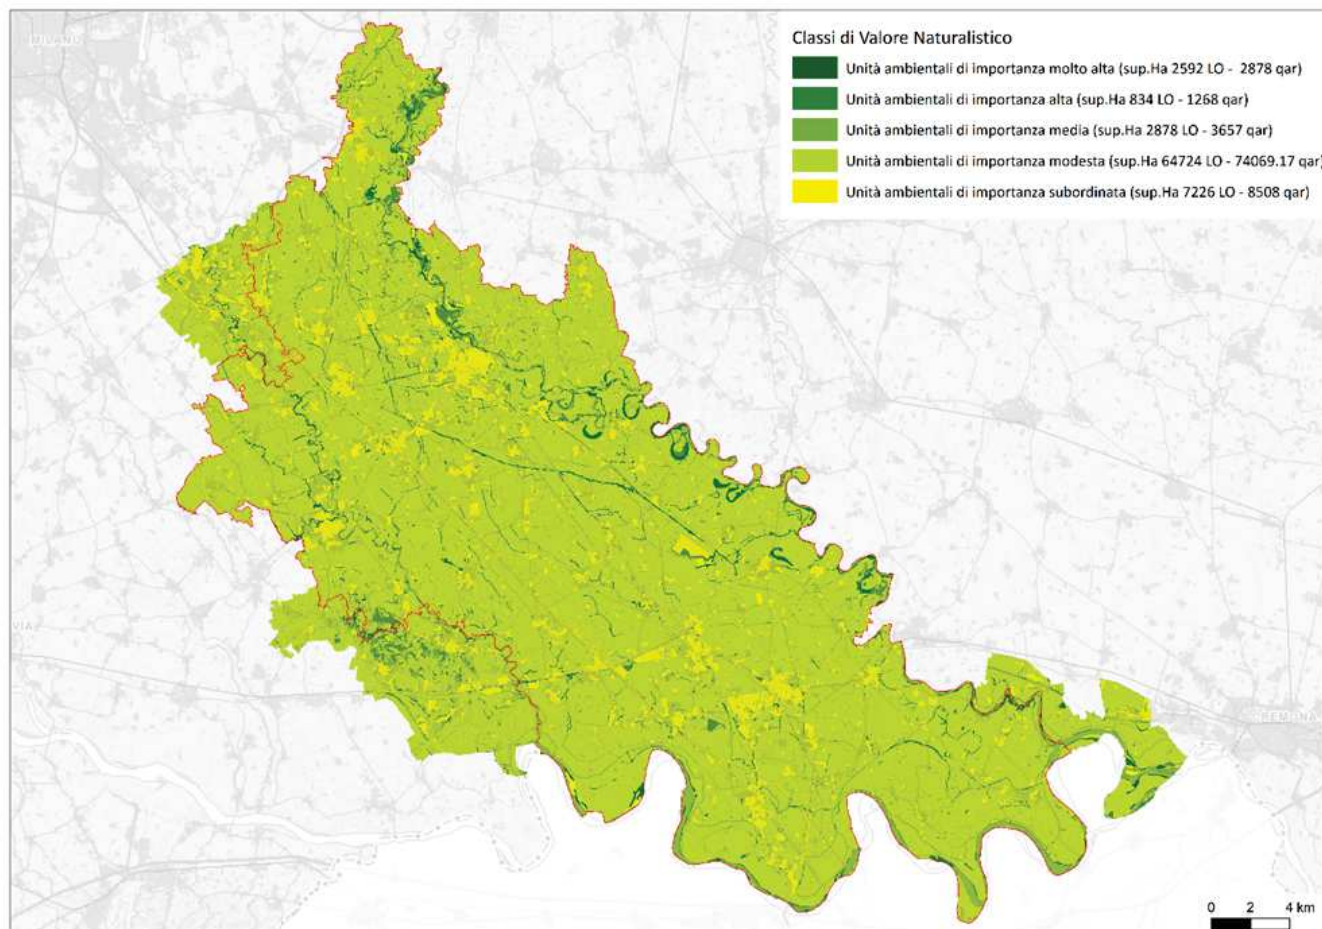 MILANO
Classi di Valore Naturalistico
Unità ambientali di importanza molto alta (sup.Ha 2592 LO - 2878 qar)
Unità ambientali di importanza alta (sup.Ha 834 LO - 1268 qar)
Unità ambientali di importanza media (sup.Ha 2878 LO - 3657 qar)
Unità ambientali di importanza modesta (sup.Ha 64724 LO - 74069.17 qar)
Unità ambientali di importanza subordinata (sup.Ha 7226 LO - 8508 qar)
VIA
CREMONA
0 2 4 km